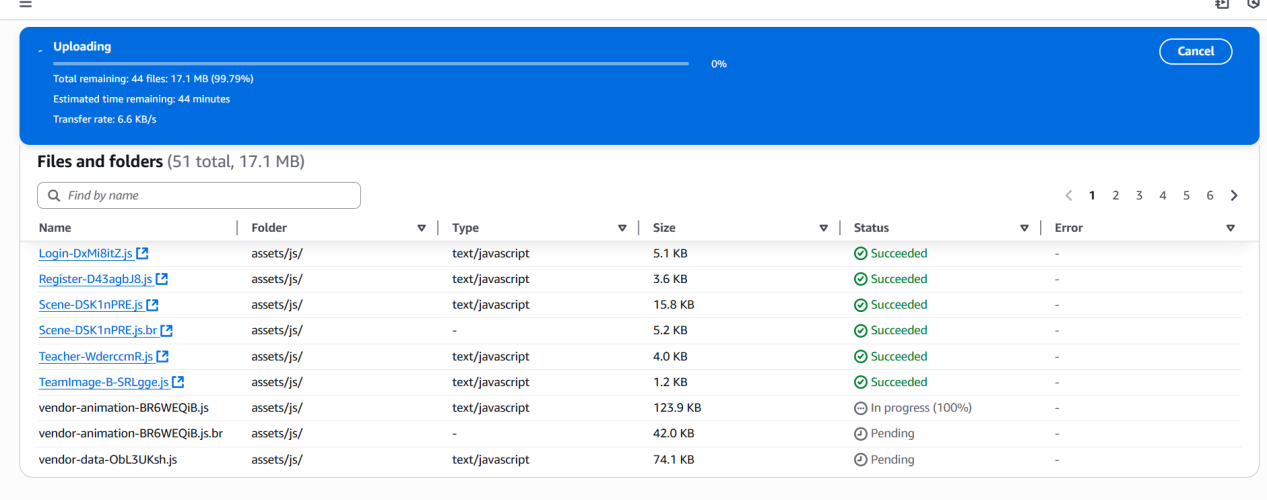 Uploading
0%
Cancel
Total remaining: 44 files: 17.1 MB (99.79%)
Estimated time remaining: 44 minutes
Transfer rate: 6.6 KB/s
Files and folders (51 total, 17.1 MB)
Find by name
1 2 3 4 5 6
Name Folder Type Size Status Error
Login-DxMi8itZ.js assets/js/ text/javascript 5.1 KB Succeeded -
Register-D43agbJ8.js assets/js/ text/javascript 3.6 KB Succeeded -
Scene-DSK1nPRE.js assets/js/ text/javascript 15.8 KB Succeeded -
Scene-DSK1nPRE.js.br assets/js/ - 5.2 KB Succeeded -
Teacher-WderccmR.js assets/js/ text/javascript 4.0 KB Succeeded -
TeamImage-B-SRLgge.js assets/js/ text/javascript 1.2 KB Succeeded -
vendor-animation-BR6WEQiB.js assets/js/ text/javascript 123.9 KB In progress (100%) -
vendor-animation-BR6WEQiB.js.br assets/js/ - 42.0 KB Pending -
vendor-data-ObL3UKsh.js assets/js/ text/javascript 74.1 KB Pending -